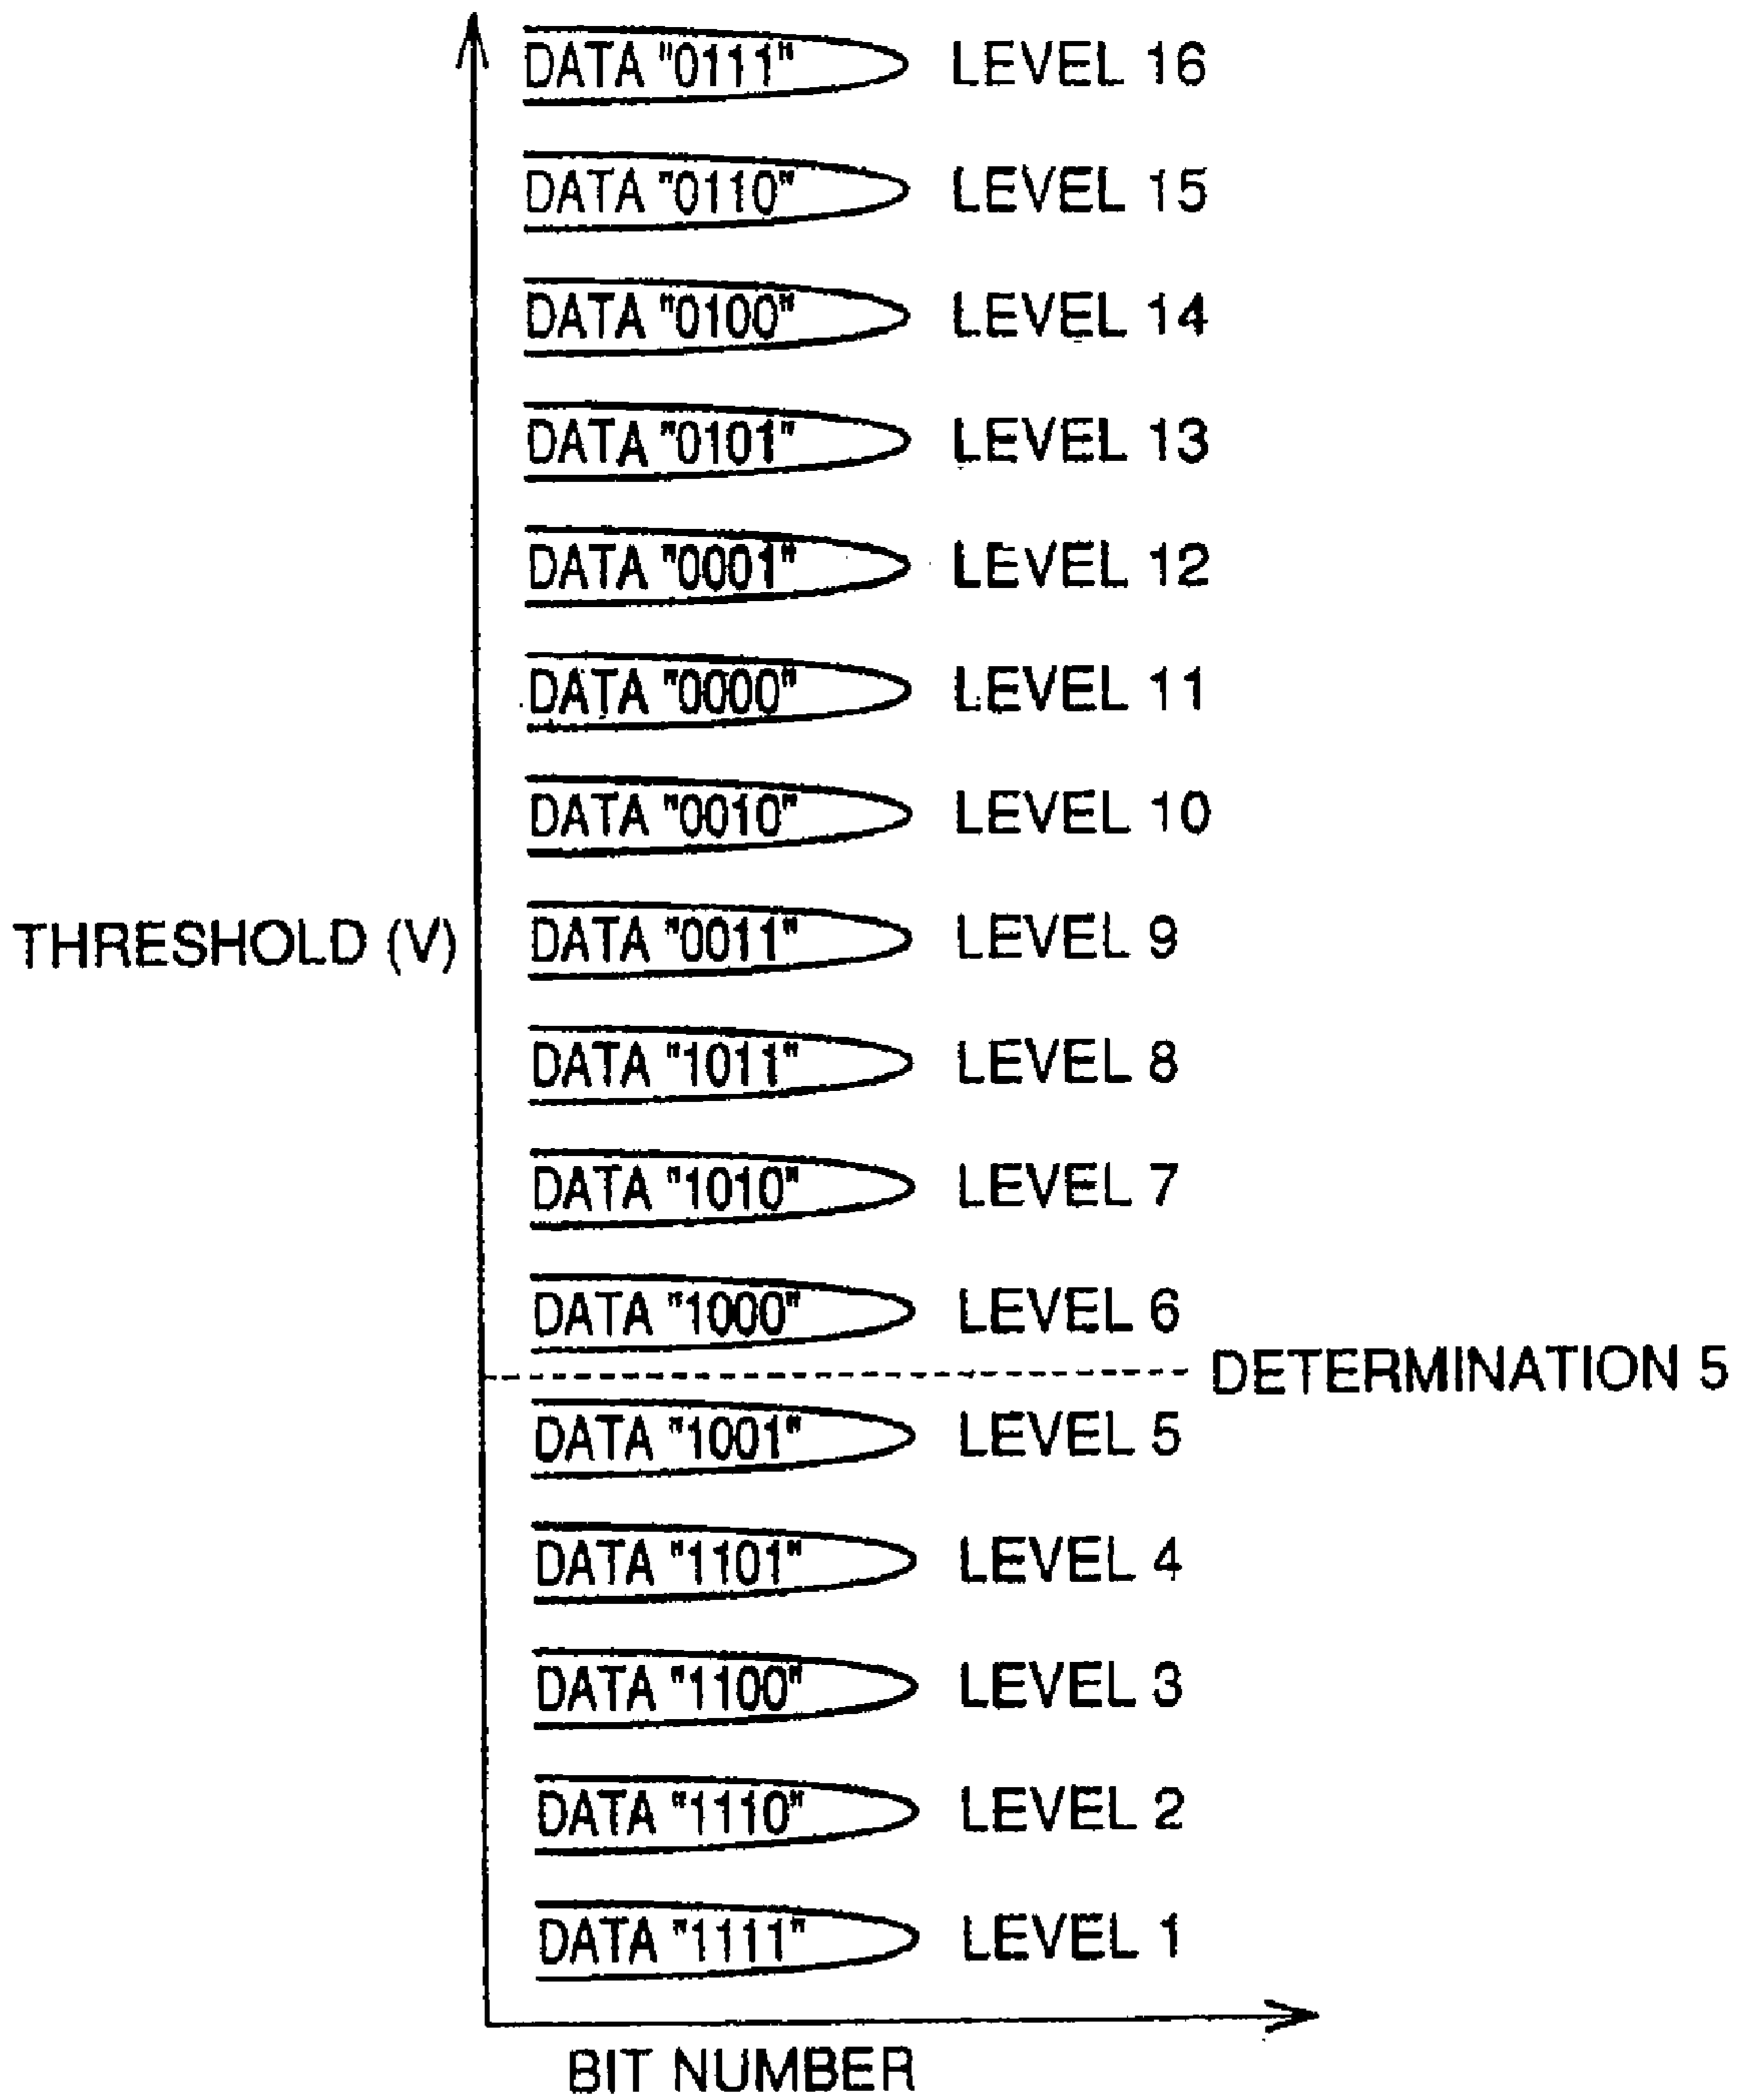 DATA "0111" LEVEL 16
DATA "0110" LEVEL 15
DATA "0100" LEVEL 14
DATA "0101" LEVEL 13
DATA "0001" LEVEL 12
DATA "0000" LEVEL 11
DATA "0010" LEVEL 10
THRESHOLD (V) DATA "0011" LEVEL 9
DATA "1011" LEVEL 8
DATA "1010" LEVEL 7
DATA "1000" LEVEL 6
DETERMINATION 5
DATA "1001" LEVEL 5
DATA "1101" LEVEL 4
DATA "1100" LEVEL 3
DATA "1110" LEVEL 2
DATA "1111" LEVEL 1
BIT NUMBER